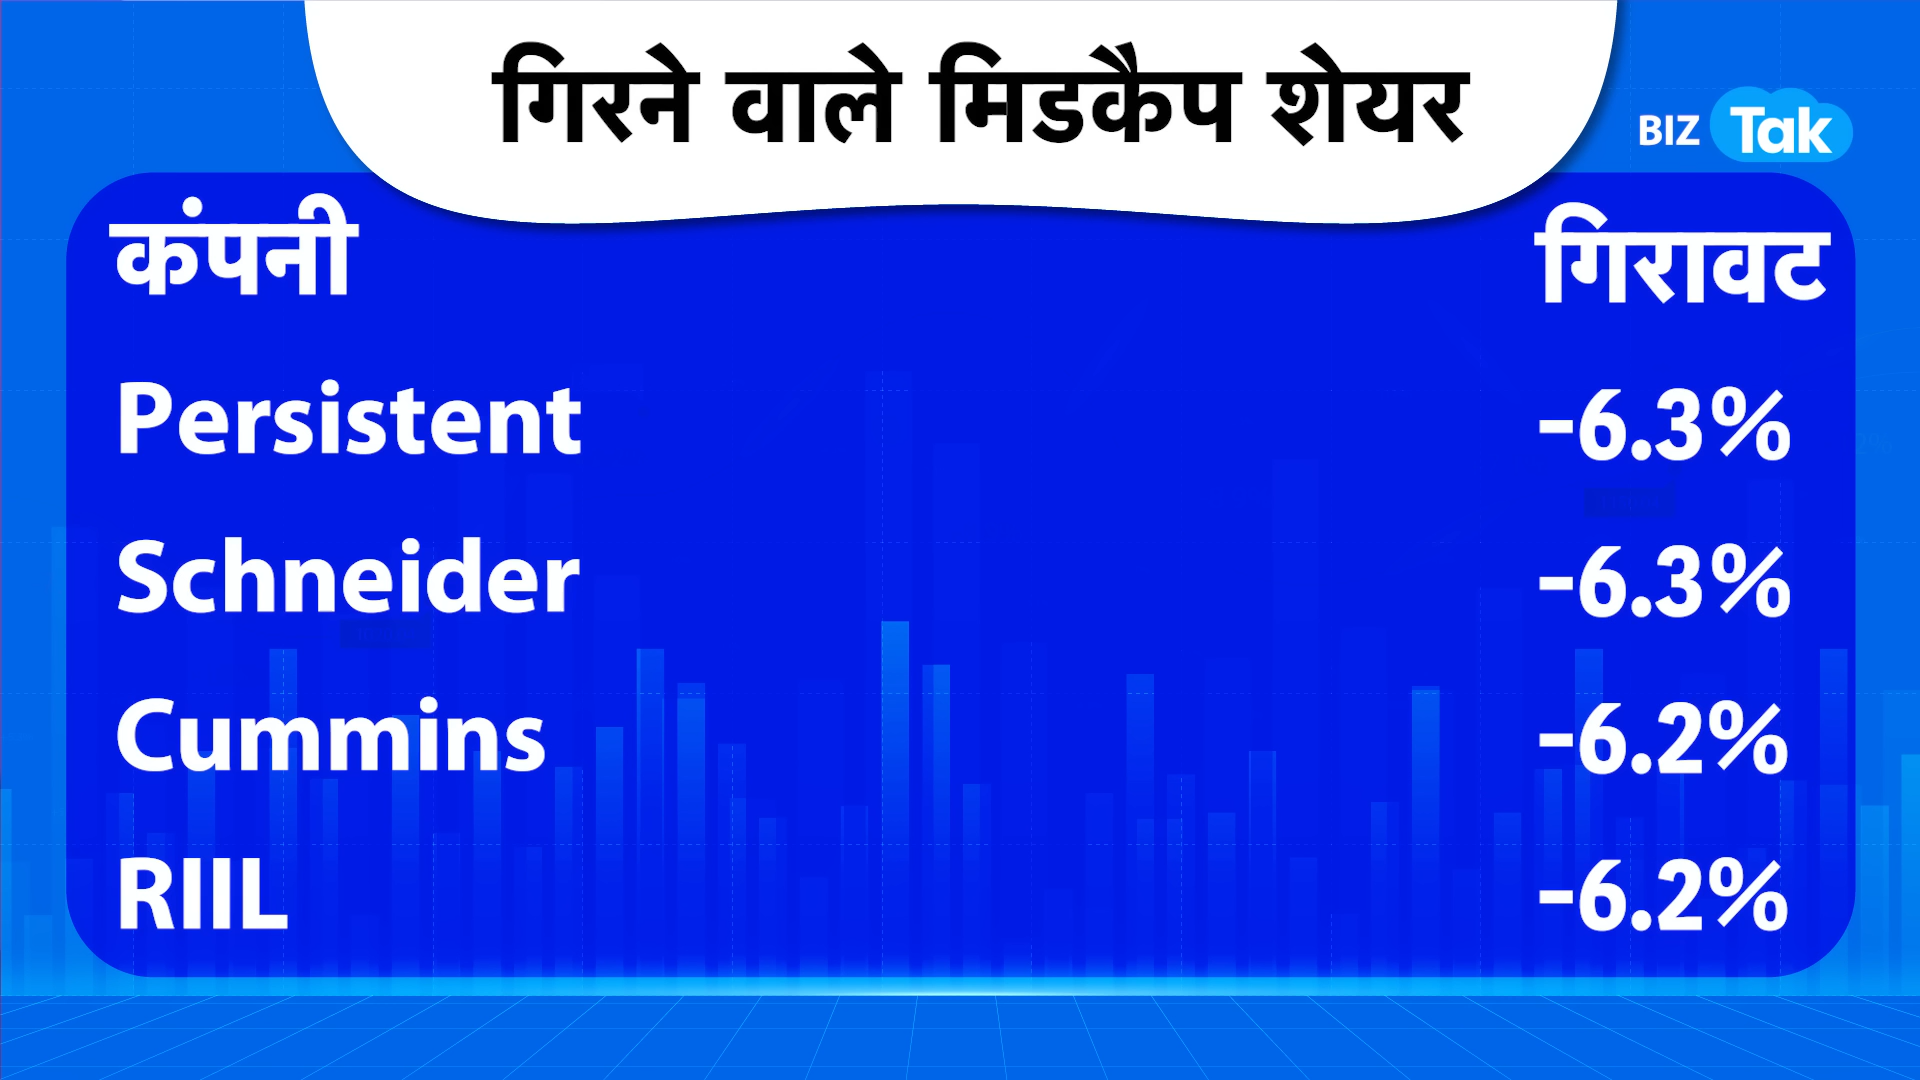 गिरने वाले मिडकैप शेयर
BIZ Tak
कंपनी गिरावट
Persistent -6.3%
Schneider -6.3%
Cummins -6.2%
RIIL -6.2%